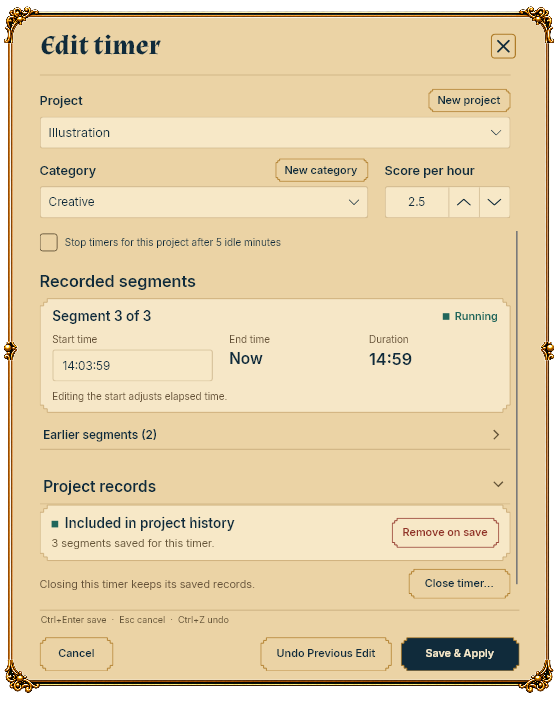 Edit timer
Project
New project
Illustration
Category
New category
Score per hour
Creative
2.5
Stop timers for this project after 5 idle minutes
Recorded segments
Segment 3 of 3
Running
Start time
End time
Duration
14:03:59
Now
14:59
Editing the start adjusts elapsed time.
Earlier segments (2)
Project records
Included in project history
3 segments saved for this timer.
Remove on save
Closing this timer keeps its saved records.
Close timer...
Ctrl+Enter save · Esc cancel · Ctrl+Z undo
Cancel
Undo Previous Edit
Save & Apply